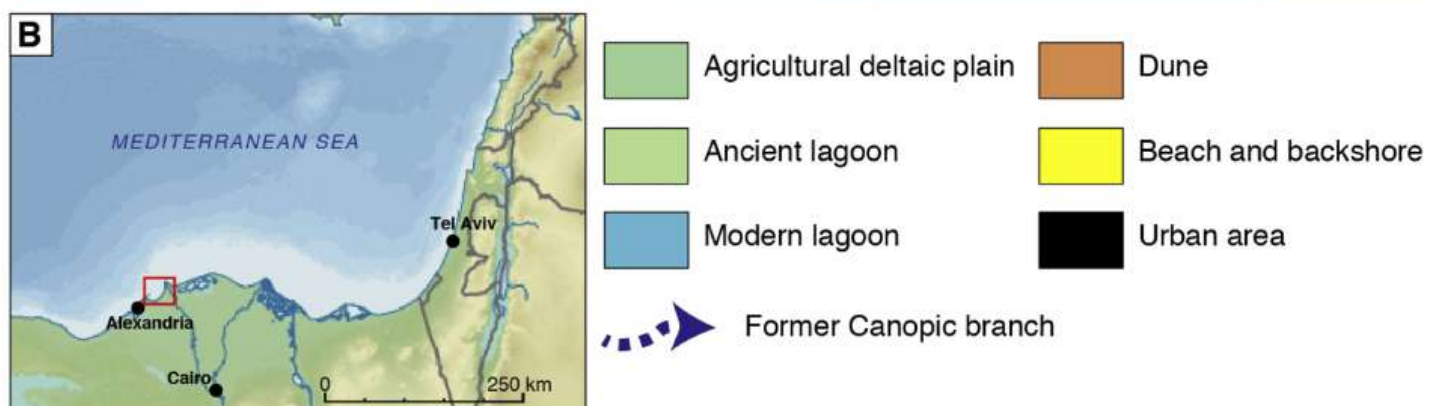 B
MEDITERRANEAN SEA
Tel Aviv
Alexandria
Cairo
0 250 km
Agricultural deltaic plain
Dune
Ancient lagoon
Beach and backshore
Modern lagoon
Urban area
Former Canopic branch